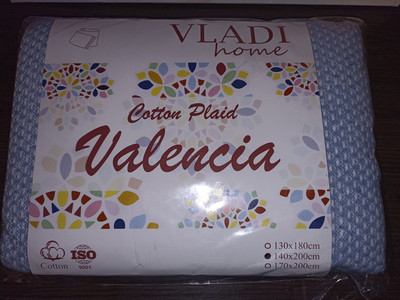 VLADI
home
Cotton Plaid
Valencia
130x180cm
140x200cm
170x200cm
Cotton
ISO
9001